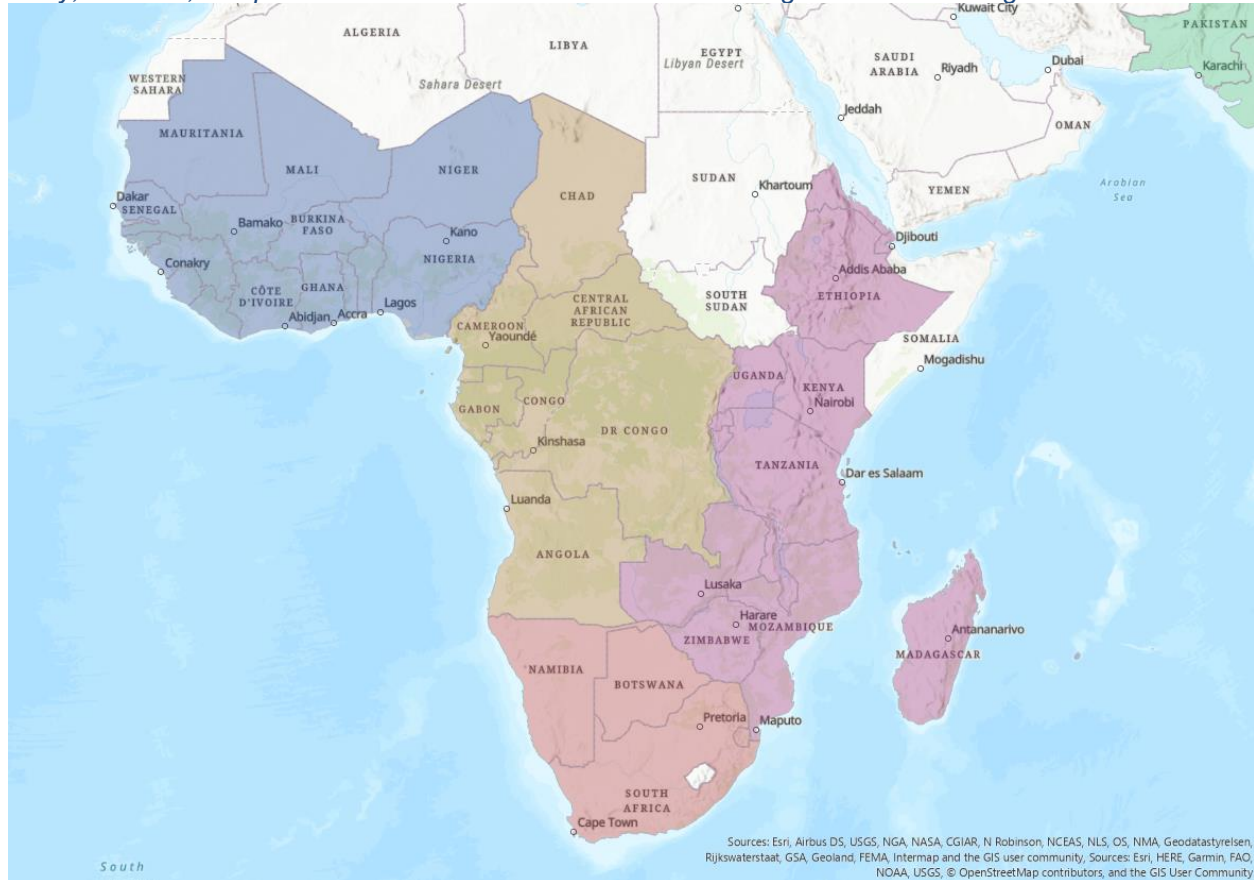 Kuwait City
PAKISTAN
ALGERIA
LIBYA
EGYPT
Libyan Desert
SAUDI
ARABIA
Riyadh
Dubai
Karachi
WESTERN
SAHARA
Sahara Desert
Jeddah
OMAN
MAURITANIA
MALI
NIGER
CHAD
SUDAN
Khartoum
YEMEN
Arabian
Sea
Dakar
SENEGAL
Bamako
BURKINA
FASO
Kano
NIGERIA
Djibouti
Conakry
CÔTE
D'IVOIRE
GHANA
Abidjan
Accra
Lagos
Addis Ababa
ETHIOPIA
CENTRAL
AFRICAN
REPUBLIC
SOUTH
SUDAN
CAMEROON
Yaoundé
SOMALIA
Mogadishu
UGANDA
KENYA
Nairobi
GABON
CONGO
DR CONGO
Kinshasa
TANZANIA
Dar es Salaam
Luanda
ANGOLA
Lusaka
Harare
ZIMBABWE
MOZAMBIQUE
Antananarivo
MADAGASCAR
NAMIBIA
BOTSWANA
Pretoria
Maputo
SOUTH
AFRICA
Cape Town
South
Sources: Esri, Airbus DS, USGS, NGA, NASA, CGIAR, N Robinson, NCEAS, NLS, OS, NMA, Geodatastyrelsen,
Rijkswaterstaat, GSA, Geoland, FEMA, Intermap and the GIS user community, Sources: Esri, HERE, Garmin, FAO,
NOAA, USGS, © OpenStreetMap contributors, and the GIS User Community